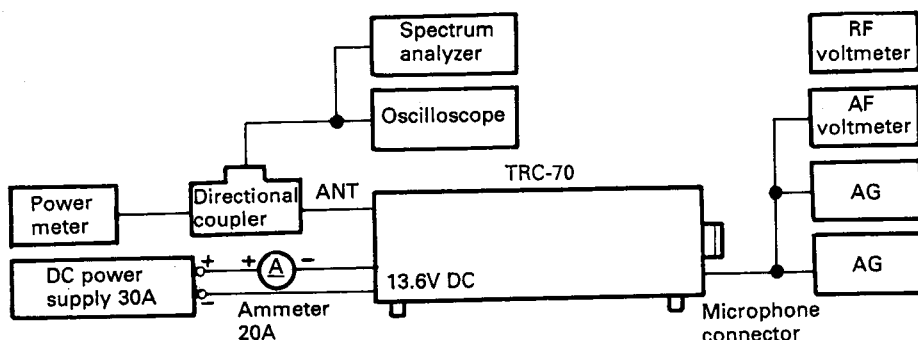 Spectrum
analyzer
RF
voltmeter
Oscilloscope
AF
voltmeter
TRC-70
Power
meter
Directional
coupler
ANT
AG
DC power
supply 30A
+
−
+
A
−
13.6V DC
AG
Ammeter
20A
Microphone
connector